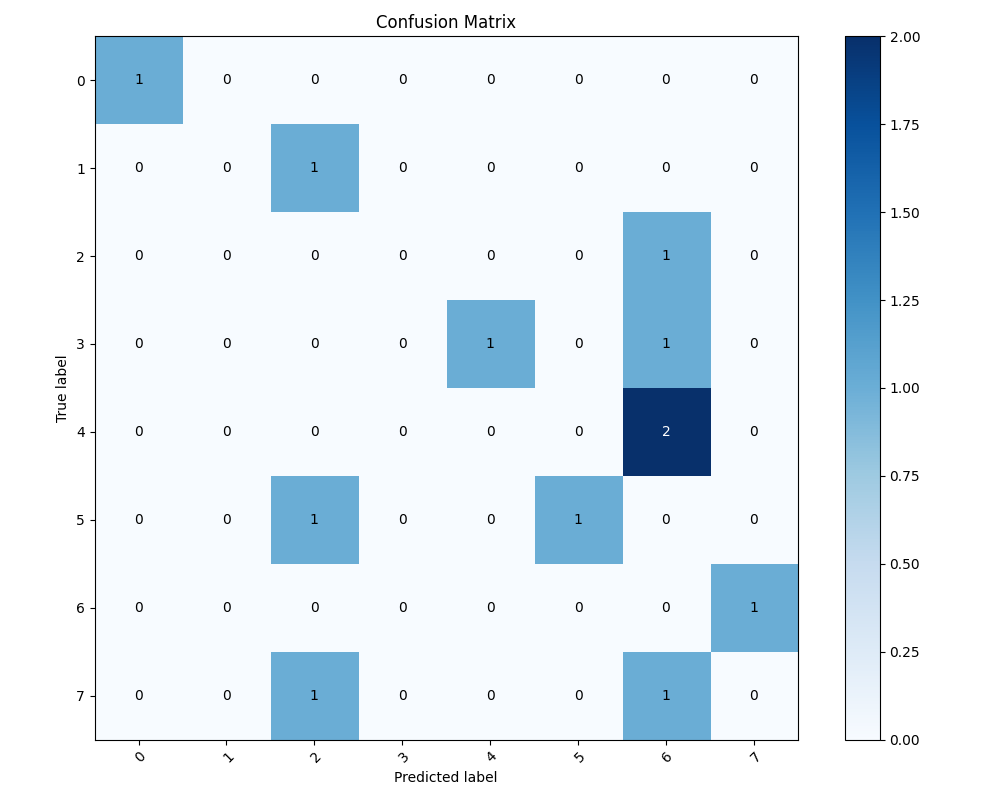 Confusion Matrix
True label
0 1 0 0 0 0 0 0 0
1 0 0 1 0 0 0 0 0
2 0 0 0 0 0 0 1 0
3 0 0 0 0 1 0 1 0
4 0 0 0 0 0 0 2 0
5 0 0 1 0 0 1 0 0
6 0 0 0 0 0 0 0 1
7 0 0 1 0 0 0 1 0
0 1 2 3 4 5 6 7
Predicted label
2.00
1.75
1.50
1.25
1.00
0.75
0.50
0.25
0.00